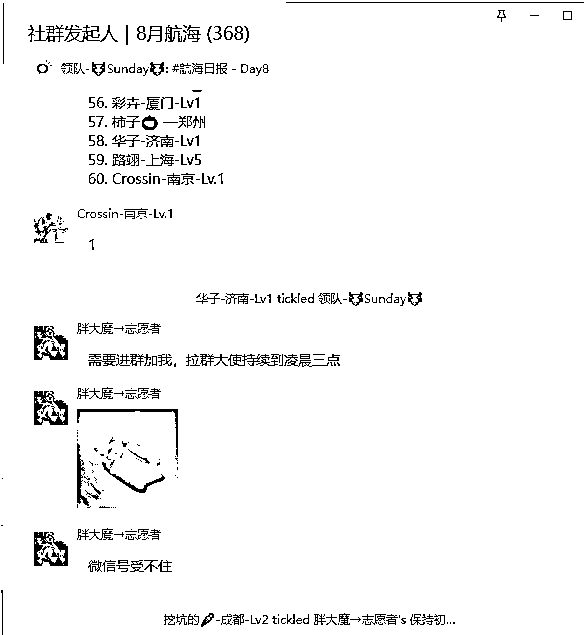 社群发起人 | 8月航海 (368)
领队-🐱Sunday🐱: #航海日报 - Day8
56. 彩卉-厦门-Lv1
57. 柿子🍅 —郑州
58. 华子-济南-Lv1
59. 路翊-上海-Lv5
60. Crossin-南京-Lv.1
Crossin-南京-Lv.1
1
华子-济南-Lv1 tickled 领队-🐱Sunday🐱
胖大魔→志愿者
需要进群加我，拉群大使持续到凌晨三点
胖大魔→志愿者
胖大魔→志愿者
微信号受不住
挖坑的🥕-成都-Lv2 tickled 胖大魔→志愿者's 保持初...